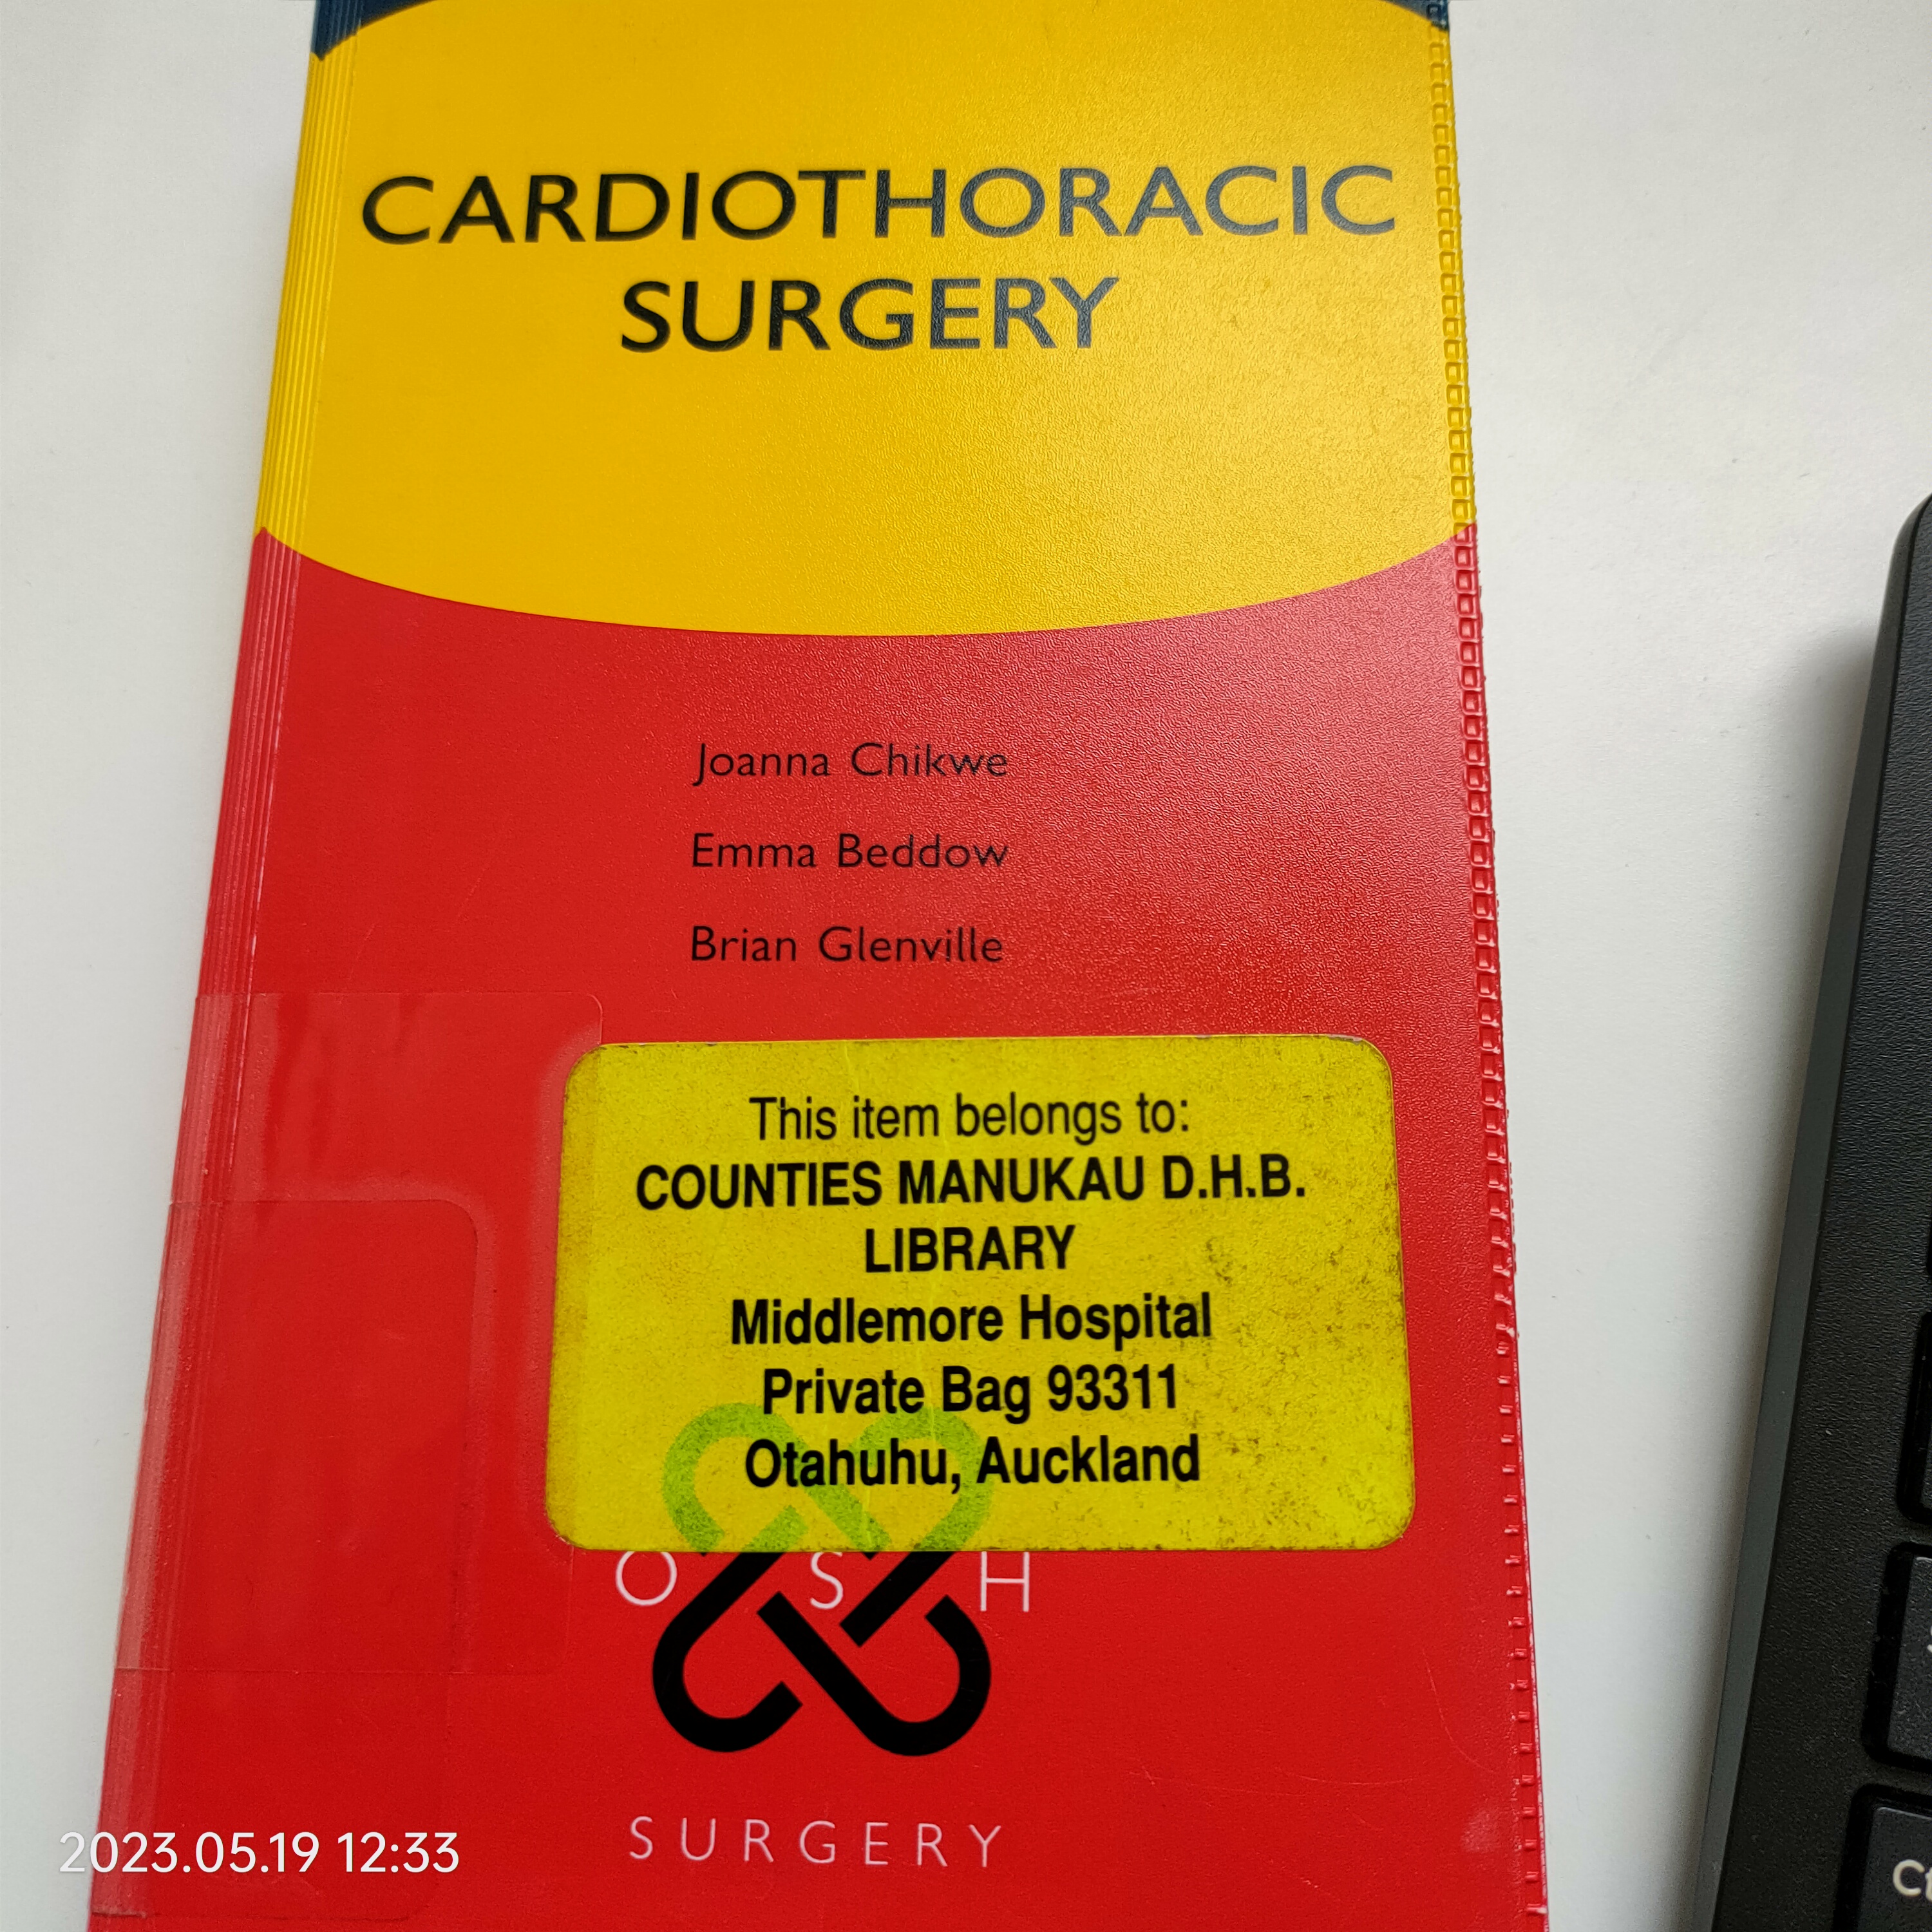 CARDIOTHORACIC
SURGERY
Joanna Chikwe
Emma Beddow
Brian Glenville
This item belongs to:
COUNTIES MANUKAU D.H.B.
LIBRARY
Middlemore Hospital
Private Bag 93311
Otahuhu, Auckland
O S H
SURGERY
2023.05.19 12:33